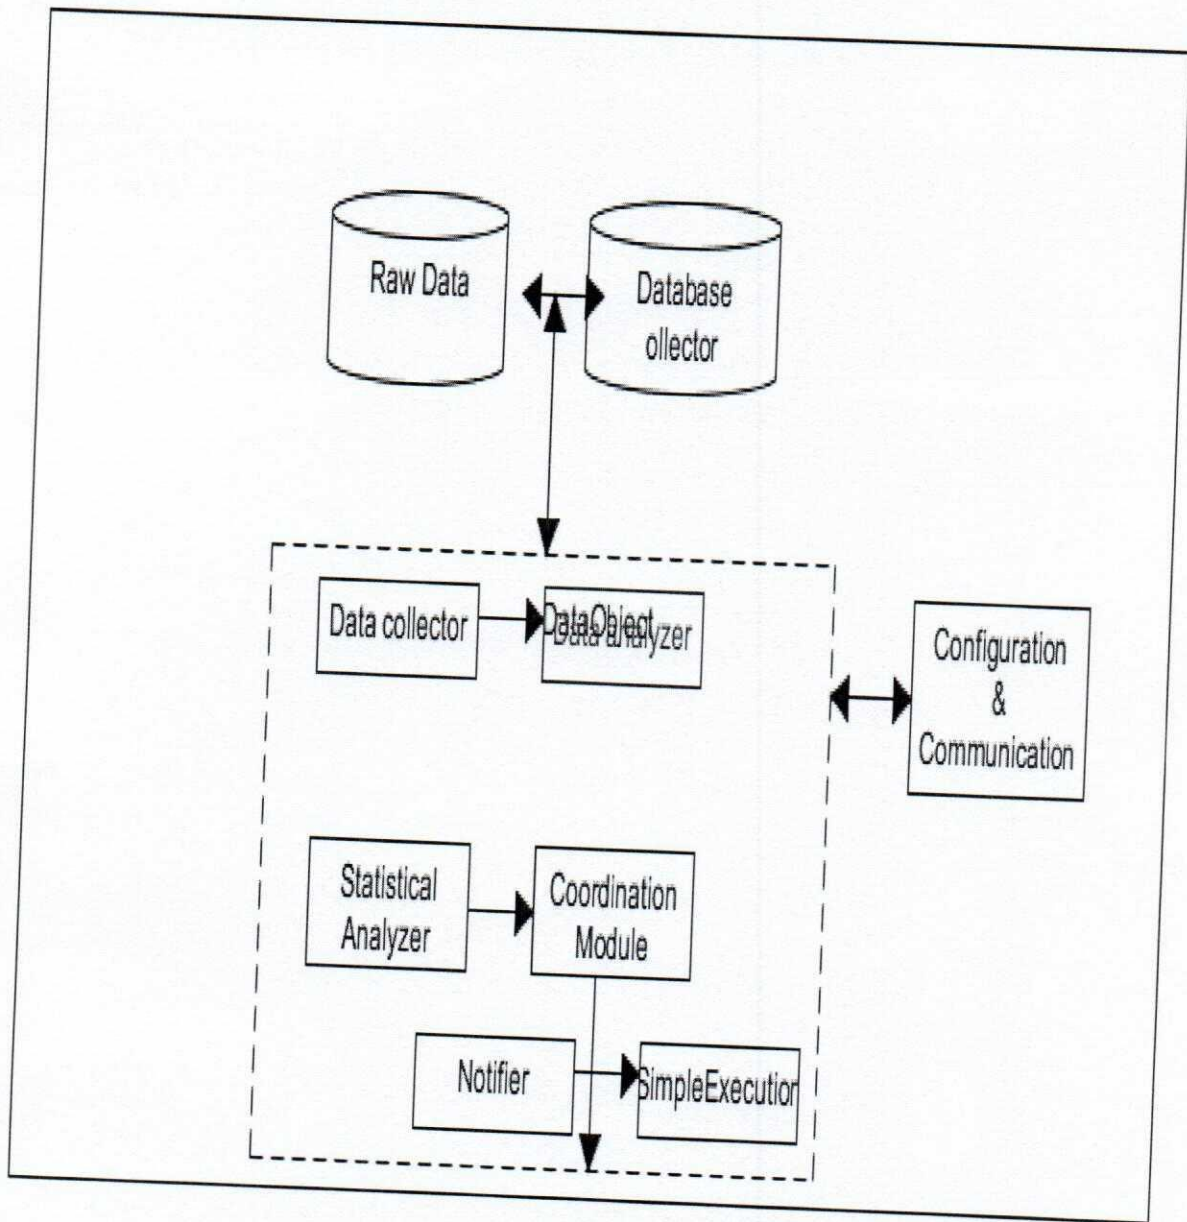 Raw Data
Database
ollector
Data collector
DataObject
Data analyzer
Configuration
&
Communication
Statistical
Analyzer
Coordination
Module
Notifier
SimpleExecution